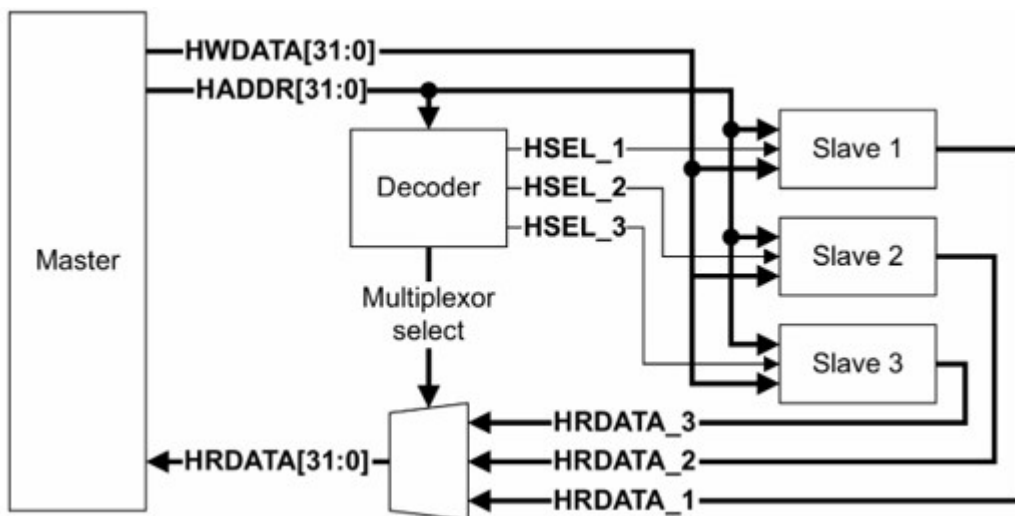 HWDATA[31:0]
HADDR[31:0]
Master
Decoder
HSEL_1
HSEL_2
HSEL_3
Slave 1
Slave 2
Slave 3
Multiplexor
select
HRDATA_3
HRDATA[31:0]
HRDATA_2
HRDATA_1